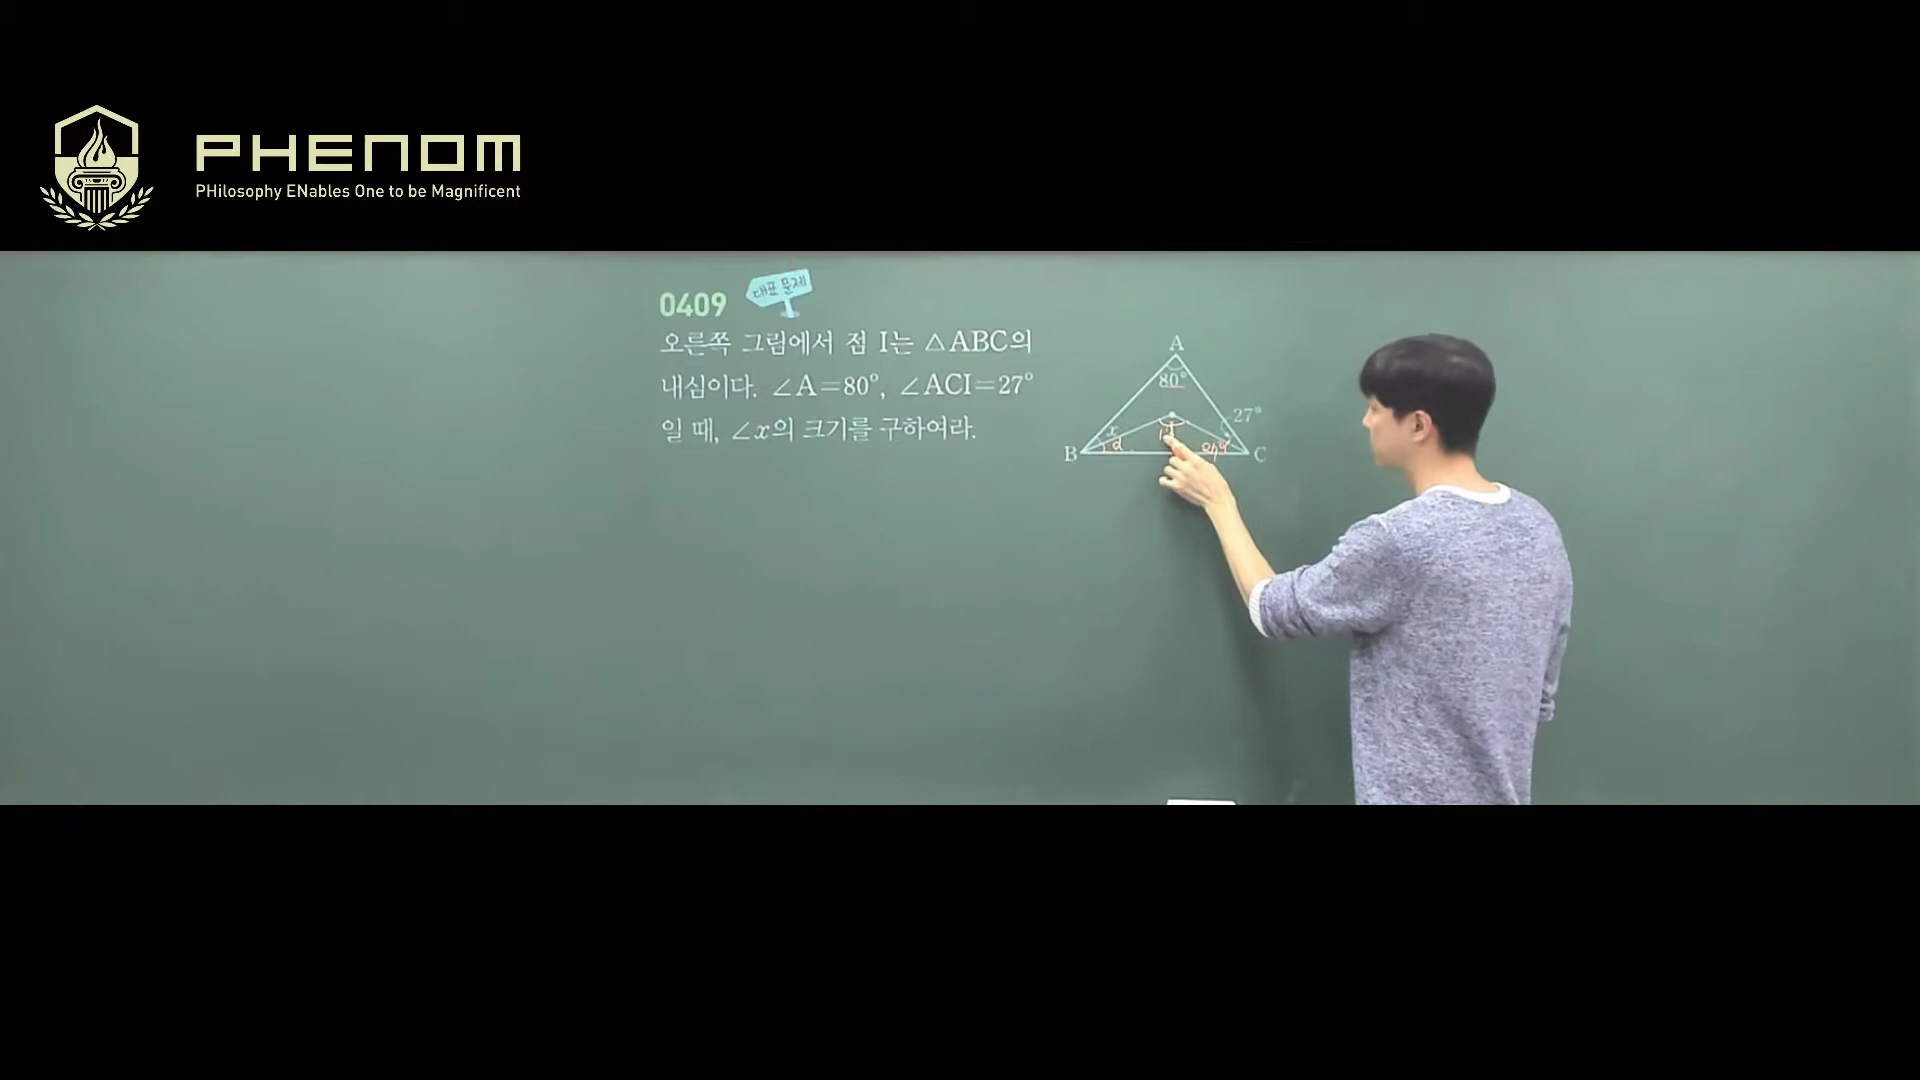 PHENOM
PHilosophy ENables One to be Magnificent
0409 대표 문제
오른쪽 그림에서 점 I는 △ABC의
내심이다. ∠A=80°, ∠ACI=27°
일 때, ∠x의 크기를 구하여라.
A
80°
27°
x
B
C